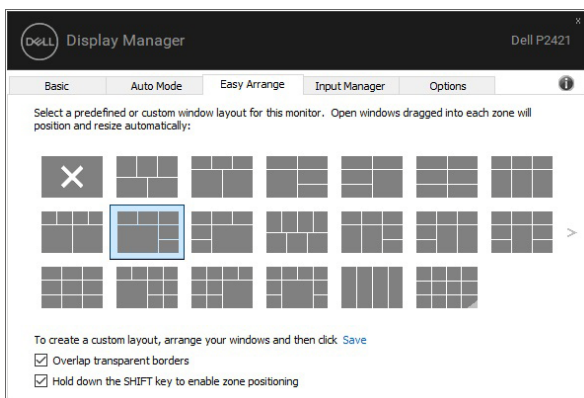 x
DELL Display Manager
Dell P2421
Basic Auto Mode Easy Arrange Input Manager Options i
Select a predefined or custom window layout for this monitor. Open windows dragged into each zone will
position and resize automatically:
>
To create a custom layout, arrange your windows and then click Save
Overlap transparent borders
Hold down the SHIFT key to enable zone positioning